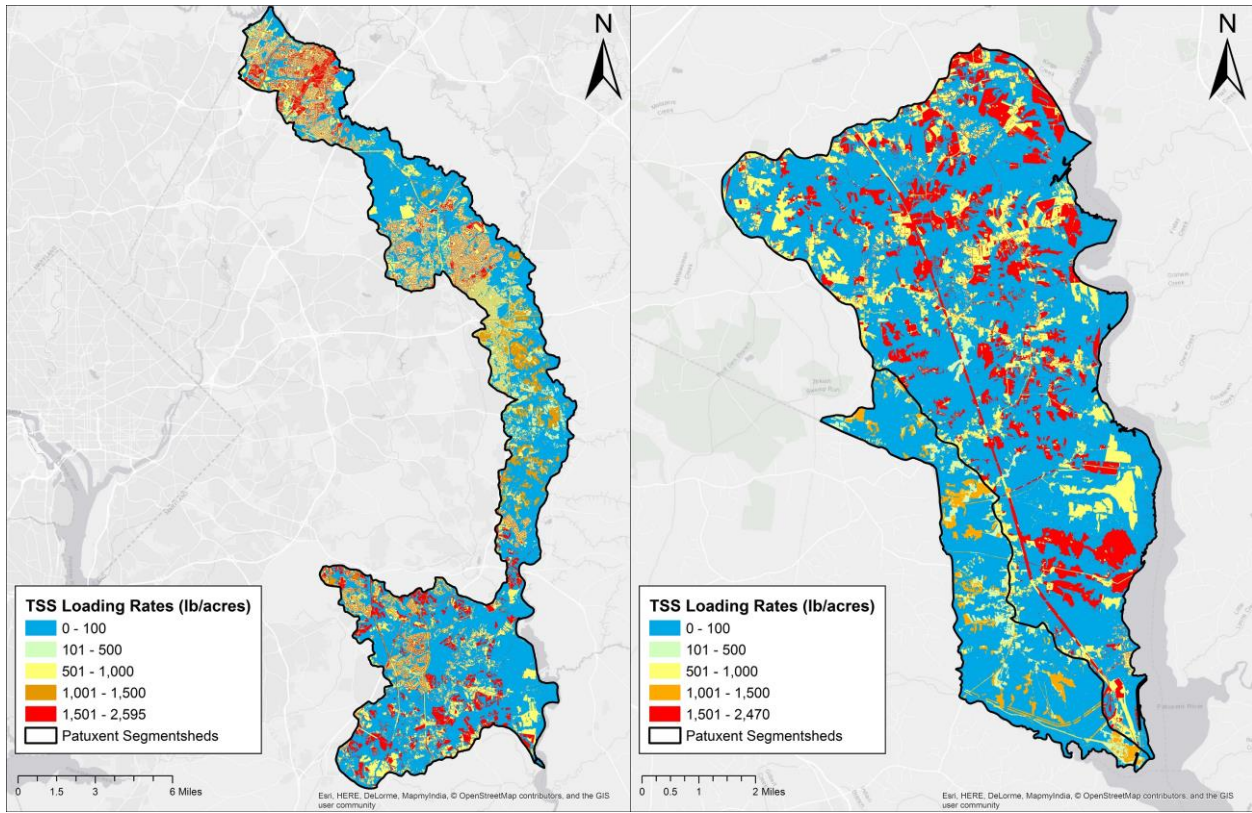 N
TSS Loading Rates (lb/acres)
0 - 100
101 - 500
501 - 1,000
1,001 - 1,500
1,501 - 2,595
Patuxent Segmentsheds
0 1.5 3 6 Miles
Esri, HERE, DeLorme, MapmyIndia, © OpenStreetMap contributors, and the GIS
user community
N
TSS Loading Rates (lb/acres)
0 - 100
101 - 500
501 - 1,000
1,001 - 1,500
1,501 - 2,470
Patuxent Segmentsheds
0 0.5 1 2 Miles
Esri, HERE, DeLorme, MapmyIndia, © OpenStreetMap contributors, and the GIS
user community